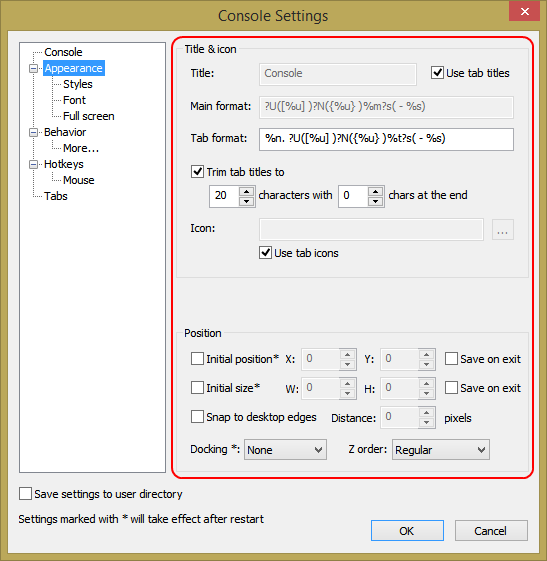 Console Settings
Console
Appearance
Styles
Font
Full screen
Behavior
More...
Hotkeys
Mouse
Tabs
Title & icon
Title: Console Use tab titles
Main format: ?U([%u] )?N({%u} )%m?s( - %s)
Tab format: %n. ?U([%u] )?N({%u} )%t?s( - %s)
Trim tab titles to
20 characters with 0 chars at the end
Icon: ...
Use tab icons
Position
Initial position* X: 0 Y: 0 Save on exit
Initial size* W: 0 H: 0 Save on exit
Snap to desktop edges Distance: 0 pixels
Docking *: None Z order: Regular
Save settings to user directory
Settings marked with * will take effect after restart
OK Cancel